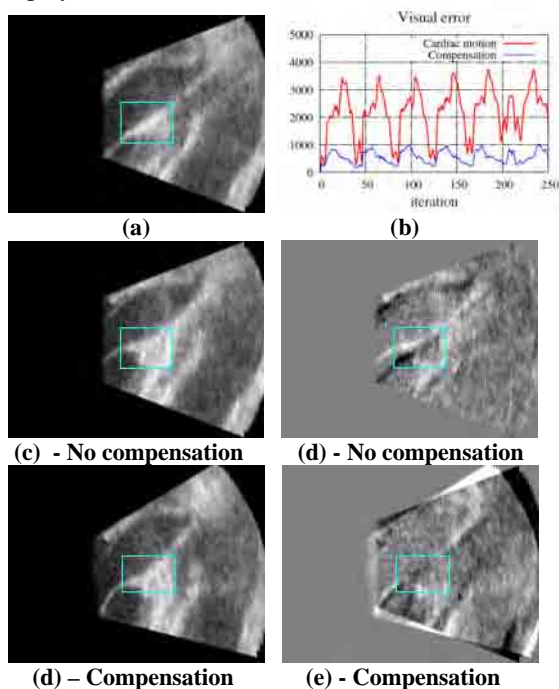 Visual error
5000
4000
3000
2000
1000
0
Cardiac motion
Compensation
0 50 100 150 200 250
iteration
(a) (b)
(c) - No compensation (d) - No compensation
(d) – Compensation (e) - Compensation